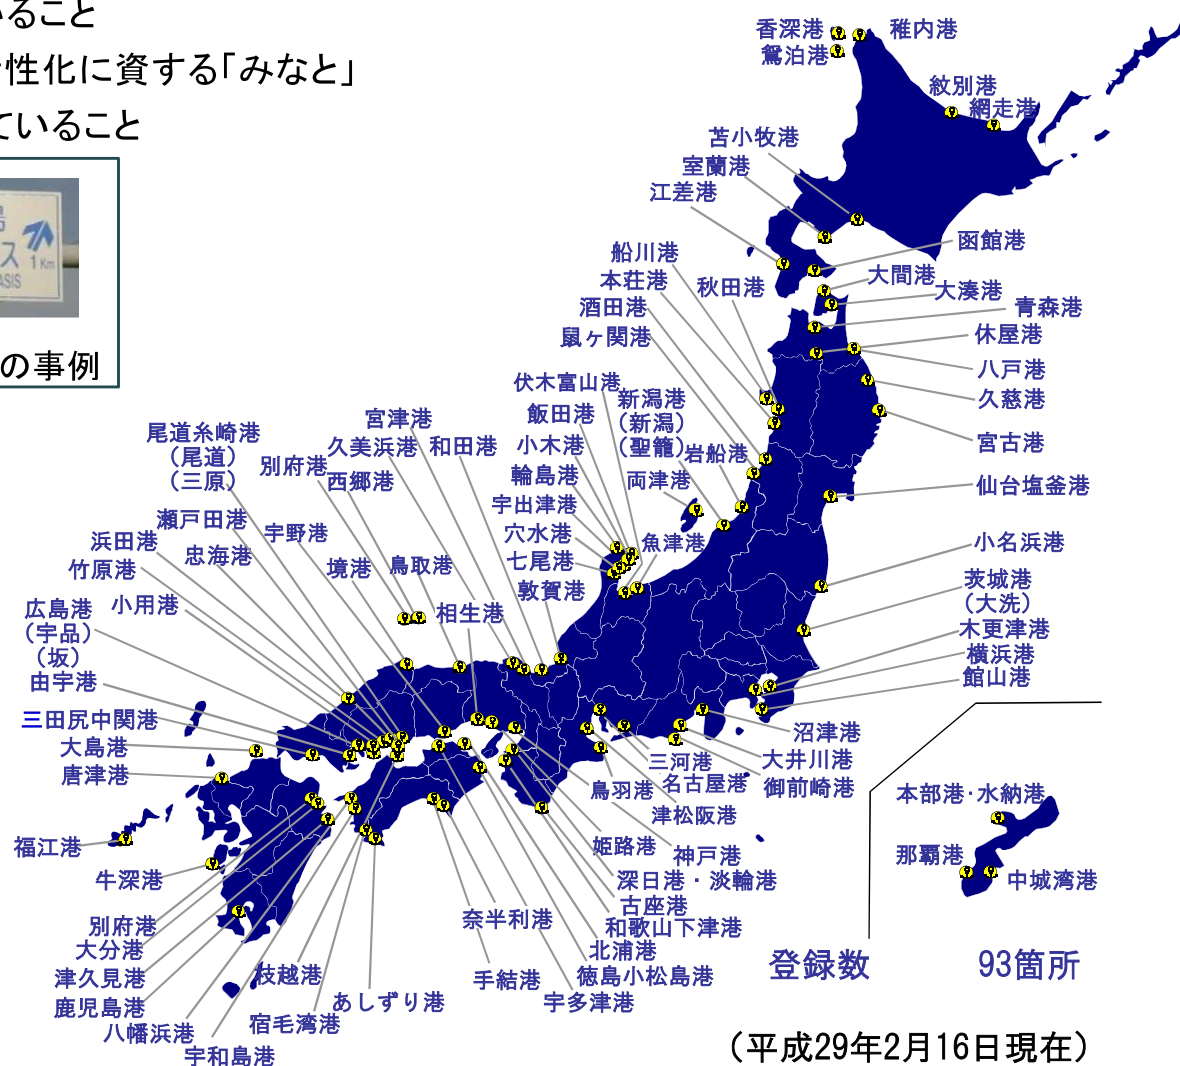 いること
性化に資する「みなと」
ていること
ス
1Km
ASIS
の事例
香深港
稚内港
鴛泊港
紋別港
網走港
苫小牧港
室蘭港
江差港
函館港
船川港
本荘港
秋田港
酒田港
鼠ヶ関港
大間港
大湊港
青森港
休屋港
八戸港
久慈港
宮古港
仙台塩釜港
小名浜港
茨城港
（大洗）
木更津港
横浜港
館山港
伏木富山港
新潟港
（新潟）
（聖籠）
飯田港
小木港
岩船港
輪島港
両津港
宇出津港
穴水港
魚津港
七尾港
敦賀港
宮津港
久美浜港
和田港
尾道糸崎港
（尾道）
（三原）
別府港
西郷港
瀬戸田港
宇野港
浜田港
忠海港
竹原港
境港
鳥取港
小用港
相生港
広島港
（宇品）
（坂）
由宇港
三田尻中関港
大島港
唐津港
福江港
牛深港
別府港
大分港
津久見港
鹿児島港
八幡浜港
宇和島港
枝越港
宿毛湾港
あしずり港
手結港
奈半利港
宇多津港
徳島小松島港
北浦港
和歌山下津港
古座港
深日港・淡輪港
神戸港
姫路港
津松阪港
鳥羽港
名古屋港
三河港
御前崎港
大井川港
沼津港
本部港・水納港
那覇港
中城湾港
登録数
93箇所
（平成29年2月16日現在）